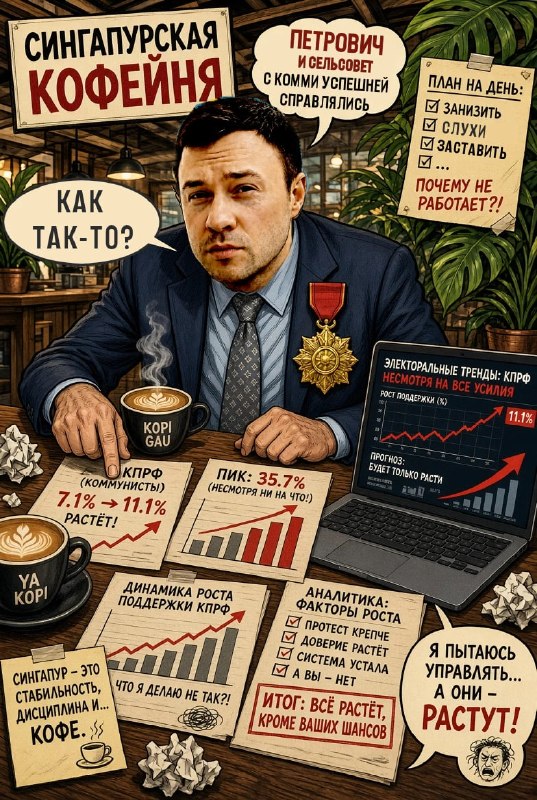 СИНГАПУРСКАЯ
КОФЕЙНЯ
ПЕТРОВИЧ
И СЕЛЬСОВЕТ
С КОММИ УСПЕШНЕЙ
СПРАВЛЯЛИСЬ
ПЛАН НА ДЕНЬ:
ЗАНИЗИТЬ
СЛУХИ
ЗАСТАВИТЬ
...
ПОЧЕМУ НЕ
РАБОТАЕТ?!
КАК
ТАК-ТО?
KOPI
GAU
ЭЛЕКТОРАЛЬНЫЕ ТРЕНДЫ: КПРФ
НЕСМОТРЯ НА ВСЕ УСИЛИЯ
РОСТ ПОДДЕРЖКИ (%)
11.1%
ПРОГНОЗ:
БУДЕТ ТОЛЬКО РАСТИ
КПРФ
(КОММУНИСТЫ)
7.1% → 11.1%
РАСТЁТ!
ПИК: 35.7%
(НЕСМОТРЯ НИ НА ЧТО!)
YA
KOPI
ДИНАМИКА РОСТА
ПОДДЕРЖКИ КПРФ
ЧТО Я ДЕЛАЮ НЕ ТАК?!
АНАЛИТИКА:
ФАКТОРЫ РОСТА
ПРОТЕСТ КРЕПЧЕ
ДОВЕРИЕ РАСТЁТ
СИСТЕМА УСТАЛА
А ВЫ – НЕТ
ИТОГ: ВСЁ РАСТЁТ,
КРОМЕ ВАШИХ ШАНСОВ
СИНГАПУР – ЭТО
СТАБИЛЬНОСТЬ,
ДИСЦИПЛИНА И...
КОФЕ.
Я ПЫТАЮСЬ
УПРАВЛЯТЬ...
А ОНИ –
РАСТУТ!